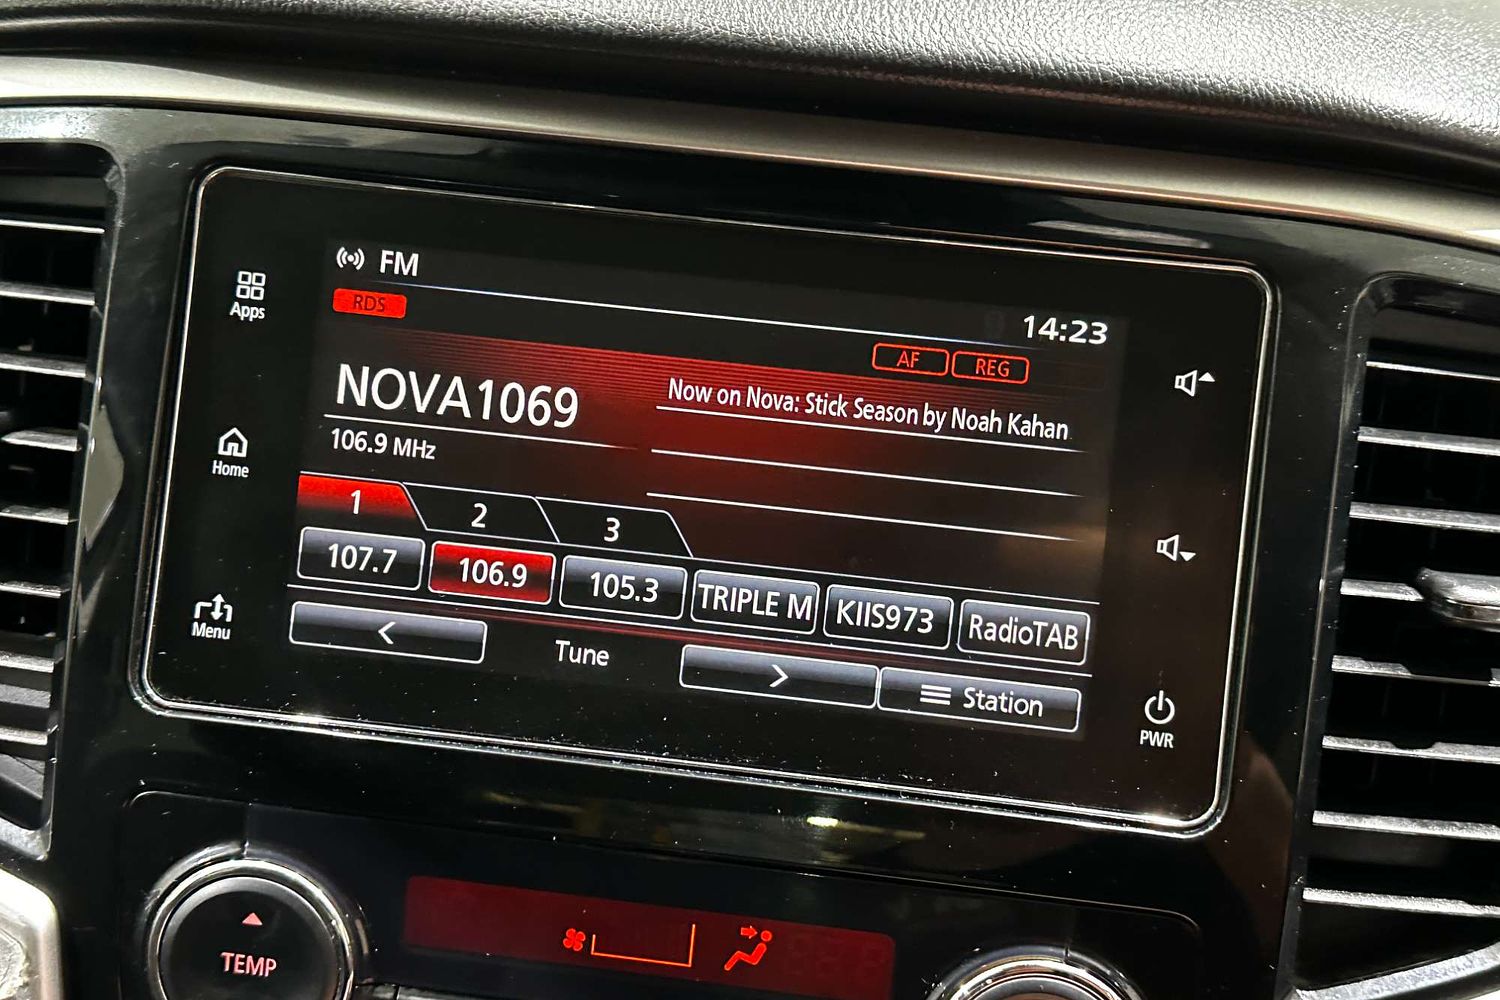 FM
RDS
14:23
AF REG
Apps
NOVA1069
Now on Nova: Stick Season by Noah Kahan
106.9 MHz
Home
1 2 3
107.7 106.9 105.3 TRIPLE M KIIS973 RadioTAB
Menu
< Tune > Station
PWR
TEMP